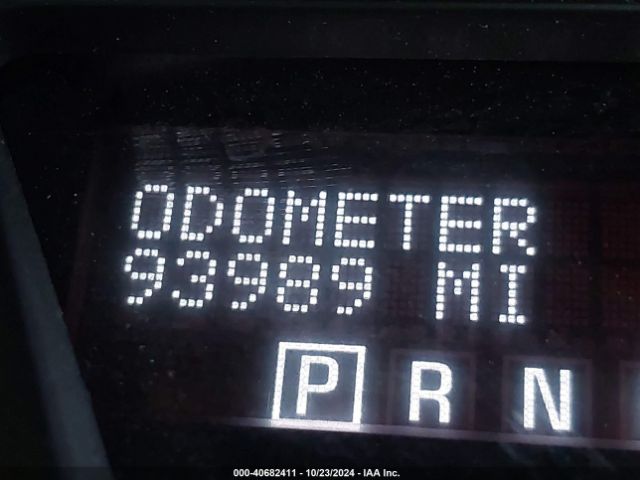 ODOMETER
93989 MI
P R N
000-40682411 - 10/23/2024 - IAA Inc.